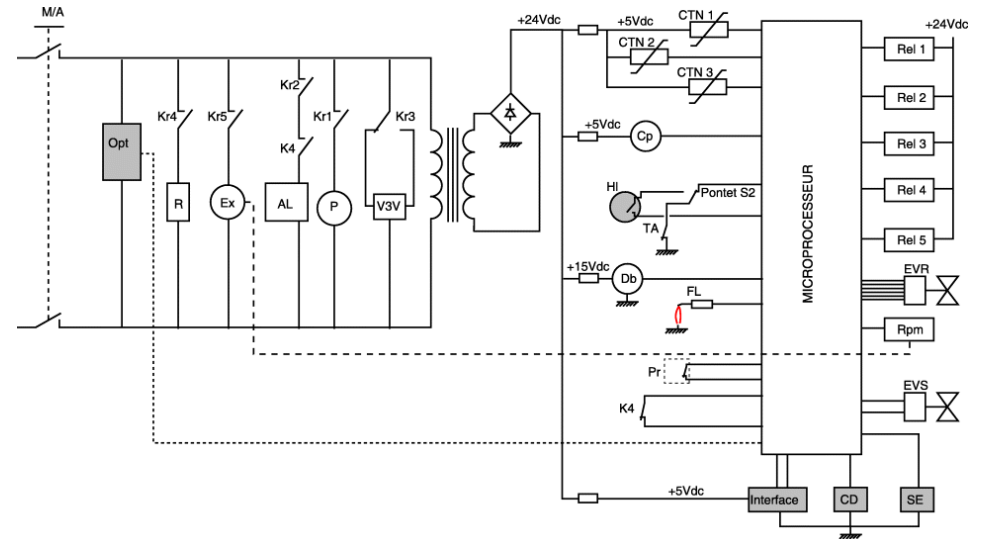 M/A
+24Vdc
+5Vdc
CTN 1
+24Vdc
CTN 2
Rel 1
CTN 3
Kr2
Rel 2
Kr4
Kr5
Kr1
Kr3
+5Vdc
Opt
Cp
Rel 3
K4
MICROPROCESSEUR
HI
Pontet S2
Rel 4
R
Ex
AL
P
V3V
TA
Rel 5
+15Vdc
EVR
Db
FL
Rpm
Pr
EVS
K4
+5Vdc
Interface
CD
SE